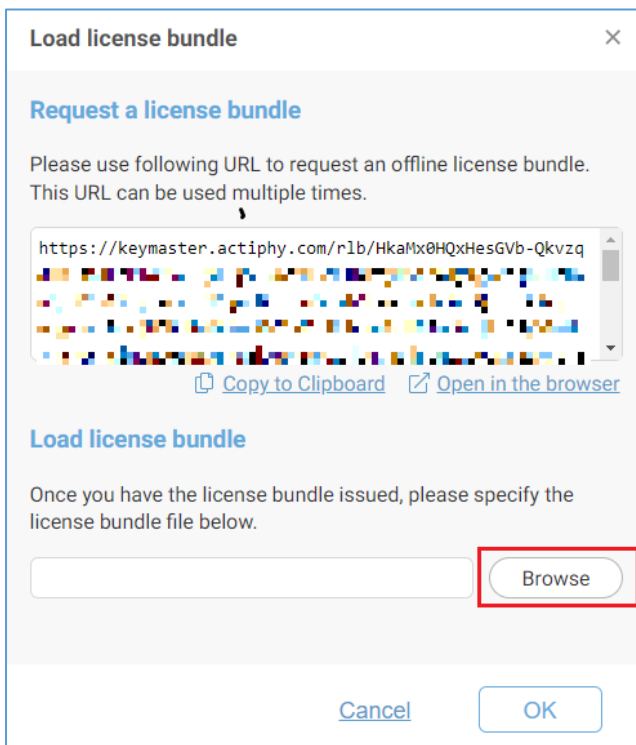 Load license bundle
Request a license bundle
Please use following URL to request an offline license bundle.
This URL can be used multiple times.
https://keymaster.actiphy.com/rlb/HkaMx0HQxHesGVb-Qkvzq
Copy to Clipboard Open in the browser
Load license bundle
Once you have the license bundle issued, please specify the
license bundle file below.
Browse
Cancel OK